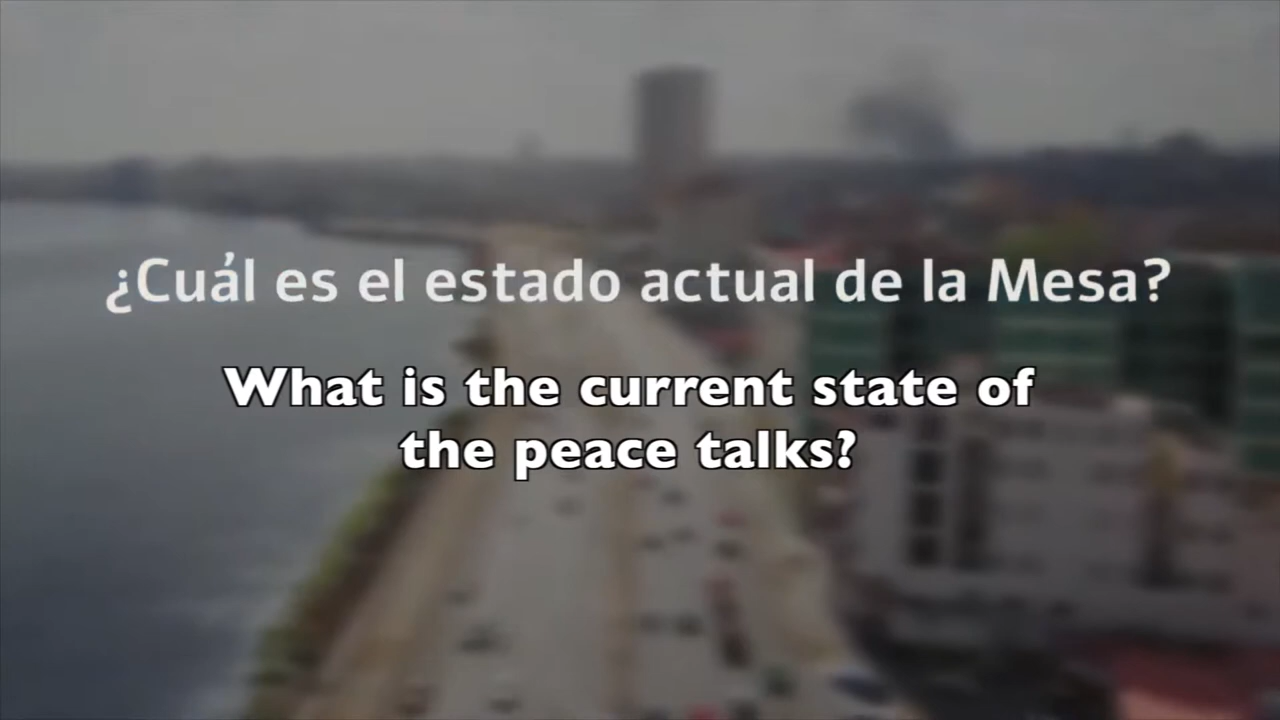 ¿Cuál es el estado actual de la Mesa?
What is the current state of
the peace talks?